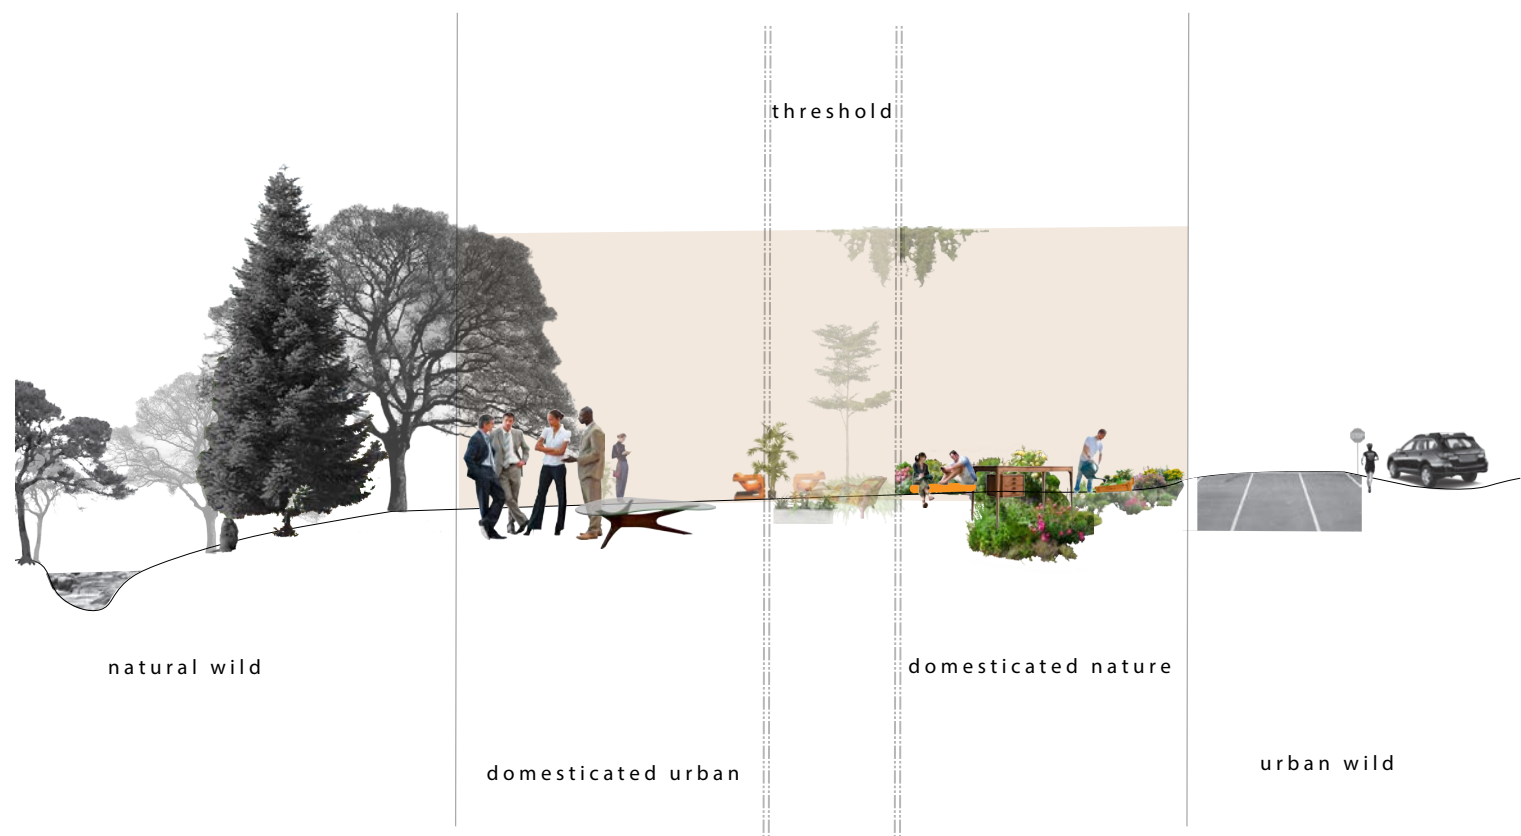 threshold
natural wild
domesticated nature
domesticated urban
urban wild